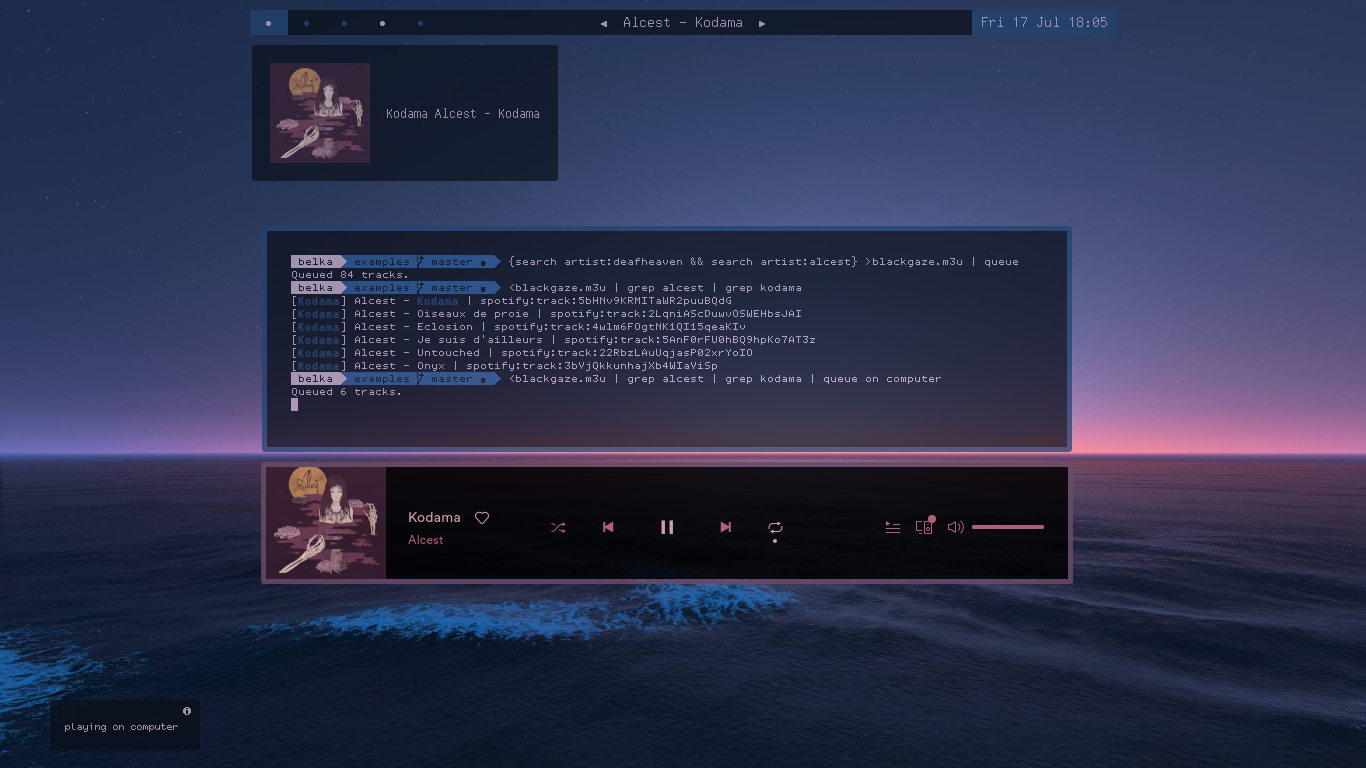 ◀ Alcest – Kodama ▶
Fri 17 Jul 18:05
Kodama Alcest – Kodama
belka examples master {search artist:deafheaven && search artist:alcest} >blackgaze.m3u | queue
Queued 84 tracks.
belka examples master <blackgaze.m3u | grep alcest | grep kodama
[Kodama] Alcest – Kodama | spotify:track:5bHNv9KRMITaWR2puuBQdG
[Kodama] Alcest – Oiseaux de proie | spotify:track:2LqniAScDuwvOSWEHbsJAI
[Kodama] Alcest – Eclosion | spotify:track:4wlm6FOgtNK1QI15qeaKIv
[Kodama] Alcest – Je suis d'ailleurs | spotify:track:5AnF0rFU0hBQ9hpKo7AT3z
[Kodama] Alcest – Untouched | spotify:track:22RbzLAuUqjasP02xrYoIO
[Kodama] Alcest – Onyx | spotify:track:3bVjQkkunhajXb4WIaViSp
belka examples master <blackgaze.m3u | grep alcest | grep kodama | queue on computer
Queued 6 tracks.
Kodama
Alcest
playing on computer